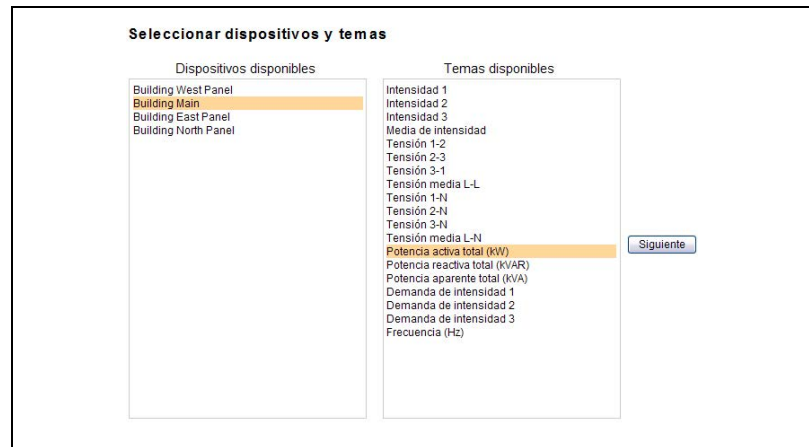 Seleccionar dispositivos y temas
Dispositivos disponibles
Building West Panel
Building Main
Building East Panel
Building North Panel
Temas disponibles
Intensidad 1
Intensidad 2
Intensidad 3
Media de intensidad
Tensión 1-2
Tensión 2-3
Tensión 3-1
Tensión media L-L
Tensión 1-N
Tensión 2-N
Tensión 3-N
Tensión media L-N
Potencia activa total (kW)
Potencia reactiva total (kVAR)
Potencia aparente total (kVA)
Demanda de intensidad 1
Demanda de intensidad 2
Demanda de intensidad 3
Frecuencia (Hz)
Siguiente